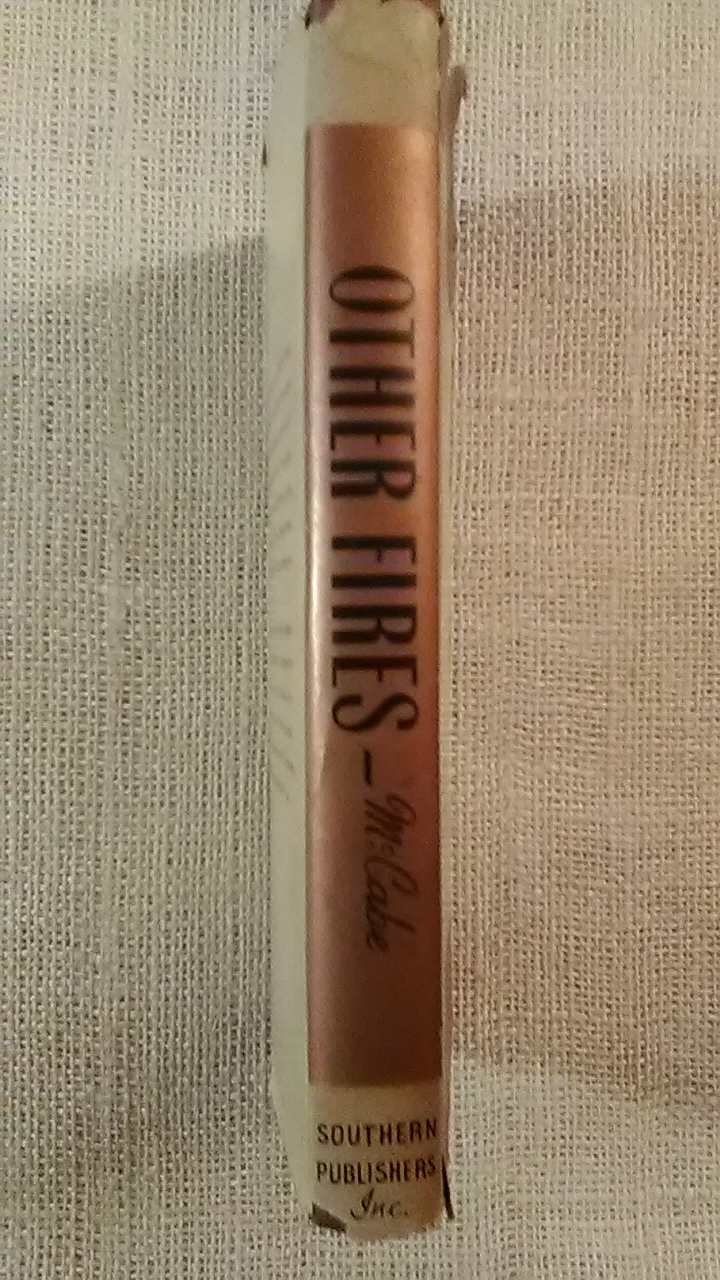 OTHER FIRES – McCabe
SOUTHERN
PUBLISHERS
Inc.